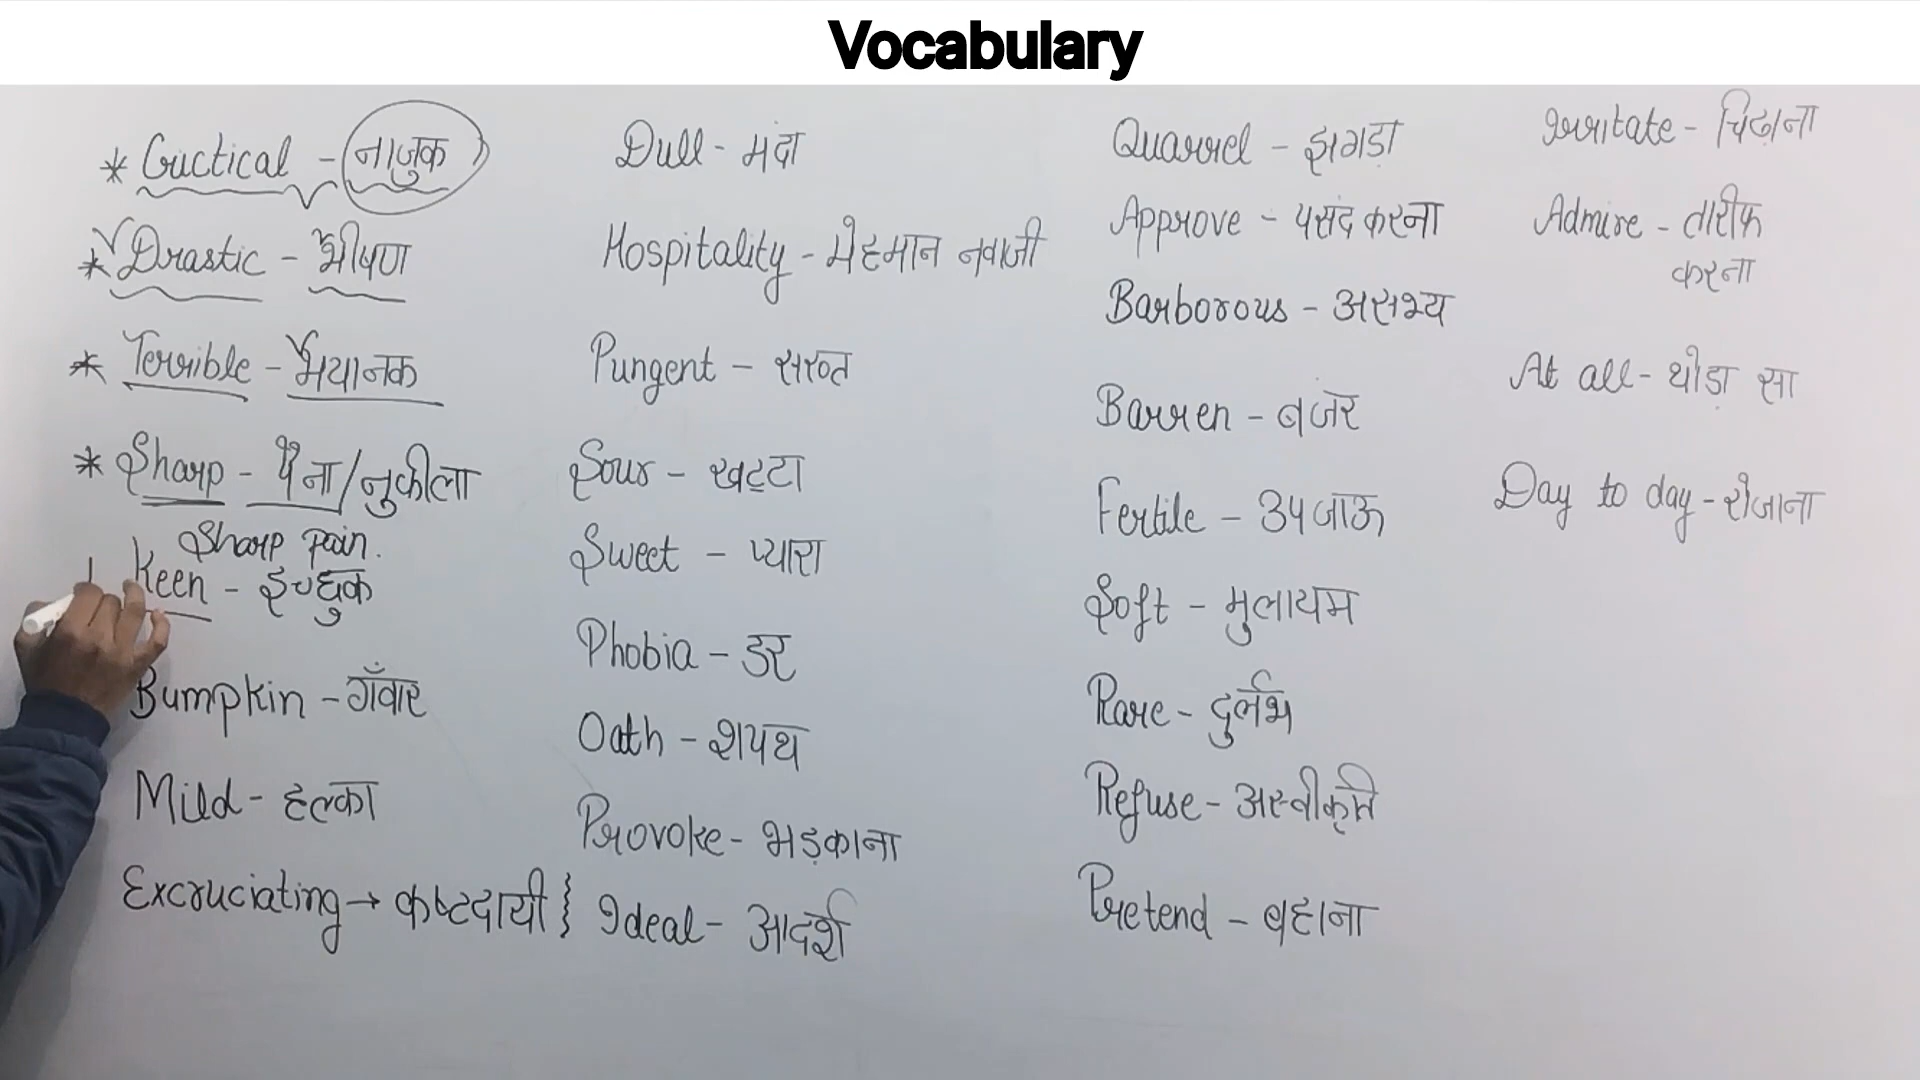 Vocabulary
* Cructical - नाजुक
* Drastic - भीषण
* Terrible - भयानक
* Sharp - पैना/नुकीला
Sharp pain.
Keen - इच्छुक
Bumpkin - गँवार
Mild - हल्का
Excruciating → कष्टदायी
Dull - मंदा
Hospitality - मेहमान नवाजी
Pungent - सख्त
Sour - खट्टा
Sweet - प्यारा
Phobia - डर
Oath - शपथ
Provoke - भड़काना
Ideal - आदर्श
Quarrel - झगड़ा
Approve - पसंद करना
Barborous - असभ्य
Barren - बंजर
Fertile - उपजाऊ
Soft - मुलायम
Rare - दुर्लभ
Refuse - अस्वीकृति
Pretend - बहाना
Irritate - चिढ़ाना
Admire - तारीफ
करना
At all - थोड़ा सा
Day to day - रोजाना